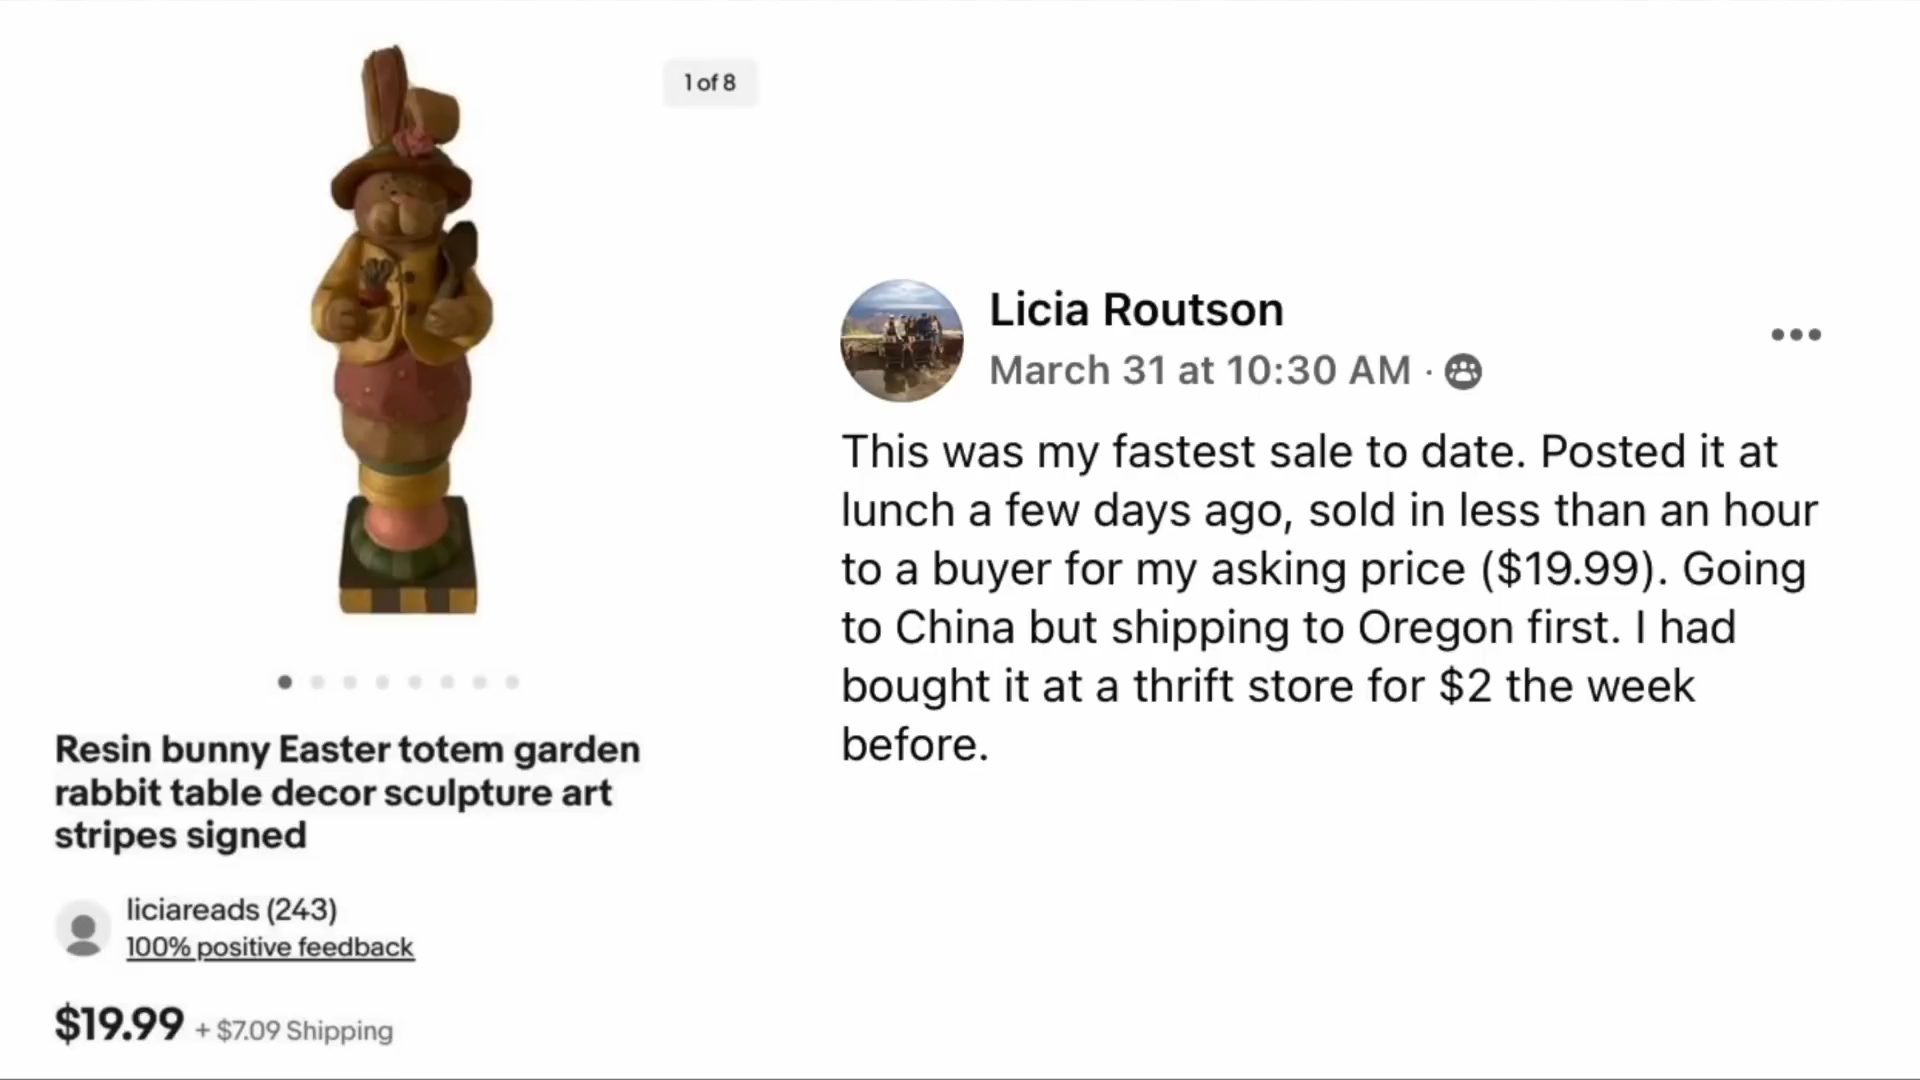 1 of 8
Resin bunny Easter totem garden
rabbit table decor sculpture art
stripes signed
liciareads (243)
100% positive feedback
$19.99 + $7.09 Shipping
Licia Routson
March 31 at 10:30 AM ·
This was my fastest sale to date. Posted it at
lunch a few days ago, sold in less than an hour
to a buyer for my asking price ($19.99). Going
to China but shipping to Oregon first. I had
bought it at a thrift store for $2 the week
before.